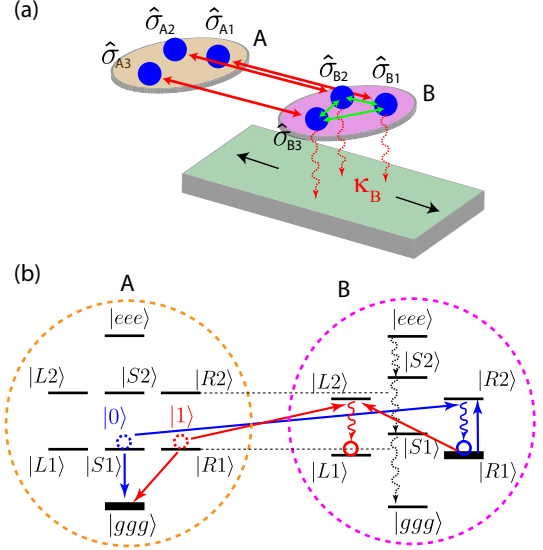 (a)
σ̂A2 σ̂A1 A
σ̂A3
σ̂B2 σ̂B1
B
σ̂B3
κB
(b)
A B
|eee⟩ |eee⟩
|L2⟩ |S2⟩ |R2⟩ |L2⟩ |S2⟩ |R2⟩
|0⟩ |1⟩
|L1⟩ |S1⟩ |R1⟩ |L1⟩ |S1⟩ |R1⟩
|ggg⟩ |ggg⟩